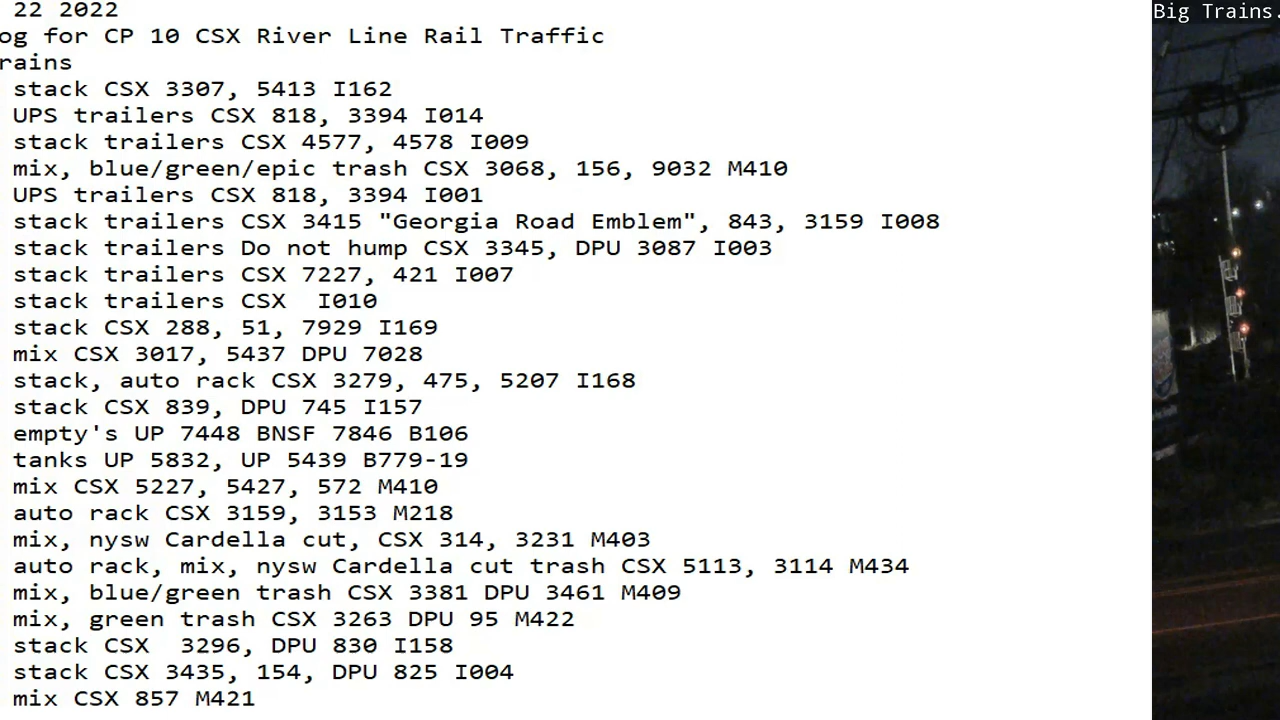 22 2022
og for CP 10 CSX River Line Rail Traffic
rains
stack CSX 3307, 5413 I162
UPS trailers CSX 818, 3394 I014
stack trailers CSX 4577, 4578 I009
mix, blue/green/epic trash CSX 3068, 156, 9032 M410
UPS trailers CSX 818, 3394 I001
stack trailers CSX 3415 "Georgia Road Emblem", 843, 3159 I008
stack trailers Do not hump CSX 3345, DPU 3087 I003
stack trailers CSX 7227, 421 I007
stack trailers CSX  I010
stack CSX 288, 51, 7929 I169
mix CSX 3017, 5437 DPU 7028
stack, auto rack CSX 3279, 475, 5207 I168
stack CSX 839, DPU 745 I157
empty's UP 7448 BNSF 7846 B106
tanks UP 5832, UP 5439 B779-19
mix CSX 5227, 5427, 572 M410
auto rack CSX 3159, 3153 M218
mix, nysw Cardella cut, CSX 314, 3231 M403
auto rack, mix, nysw Cardella cut trash CSX 5113, 3114 M434
mix, blue/green trash CSX 3381 DPU 3461 M409
mix, green trash CSX 3263 DPU 95 M422
stack CSX  3296, DPU 830 I158
stack CSX 3435, 154, DPU 825 I004
mix CSX 857 M421
Big Trains.